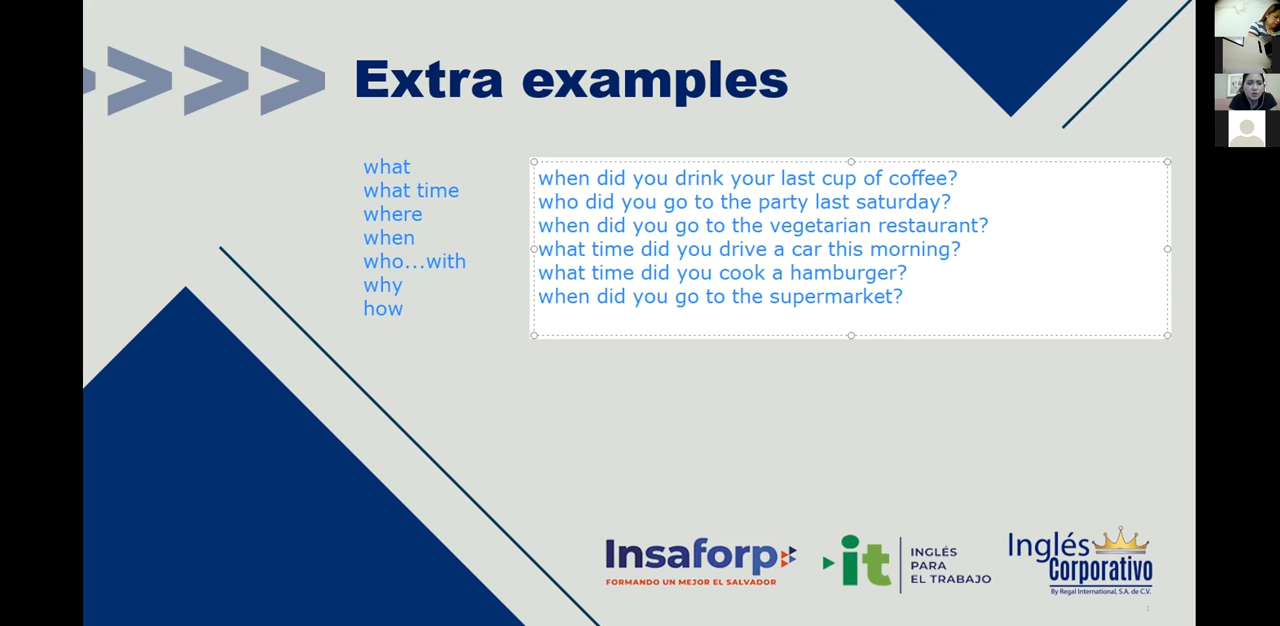 Extra examples
what
what time
where
when
who...with
why
how
when did you drink your last cup of coffee?
who did you go to the party last saturday?
when did you go to the vegetarian restaurant?
what time did you drive a car this morning?
what time did you cook a hamburger?
when did you go to the supermarket?
Insaforp
FORMANDO UN MEJOR EL SALVADOR
it
INGLÉS
PARA
EL TRABAJO
Inglés
Corporativo
By Regal International, S.A. de C.V.